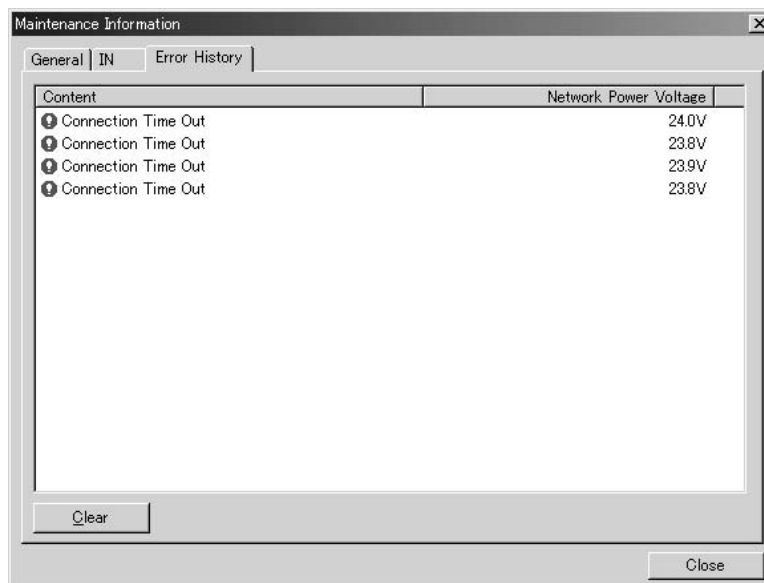 Maintenance Information
General IN Error History
Content Network Power Voltage
Connection Time Out 24.0V
Connection Time Out 23.8V
Connection Time Out 23.9V
Connection Time Out 23.8V
Clear
Close